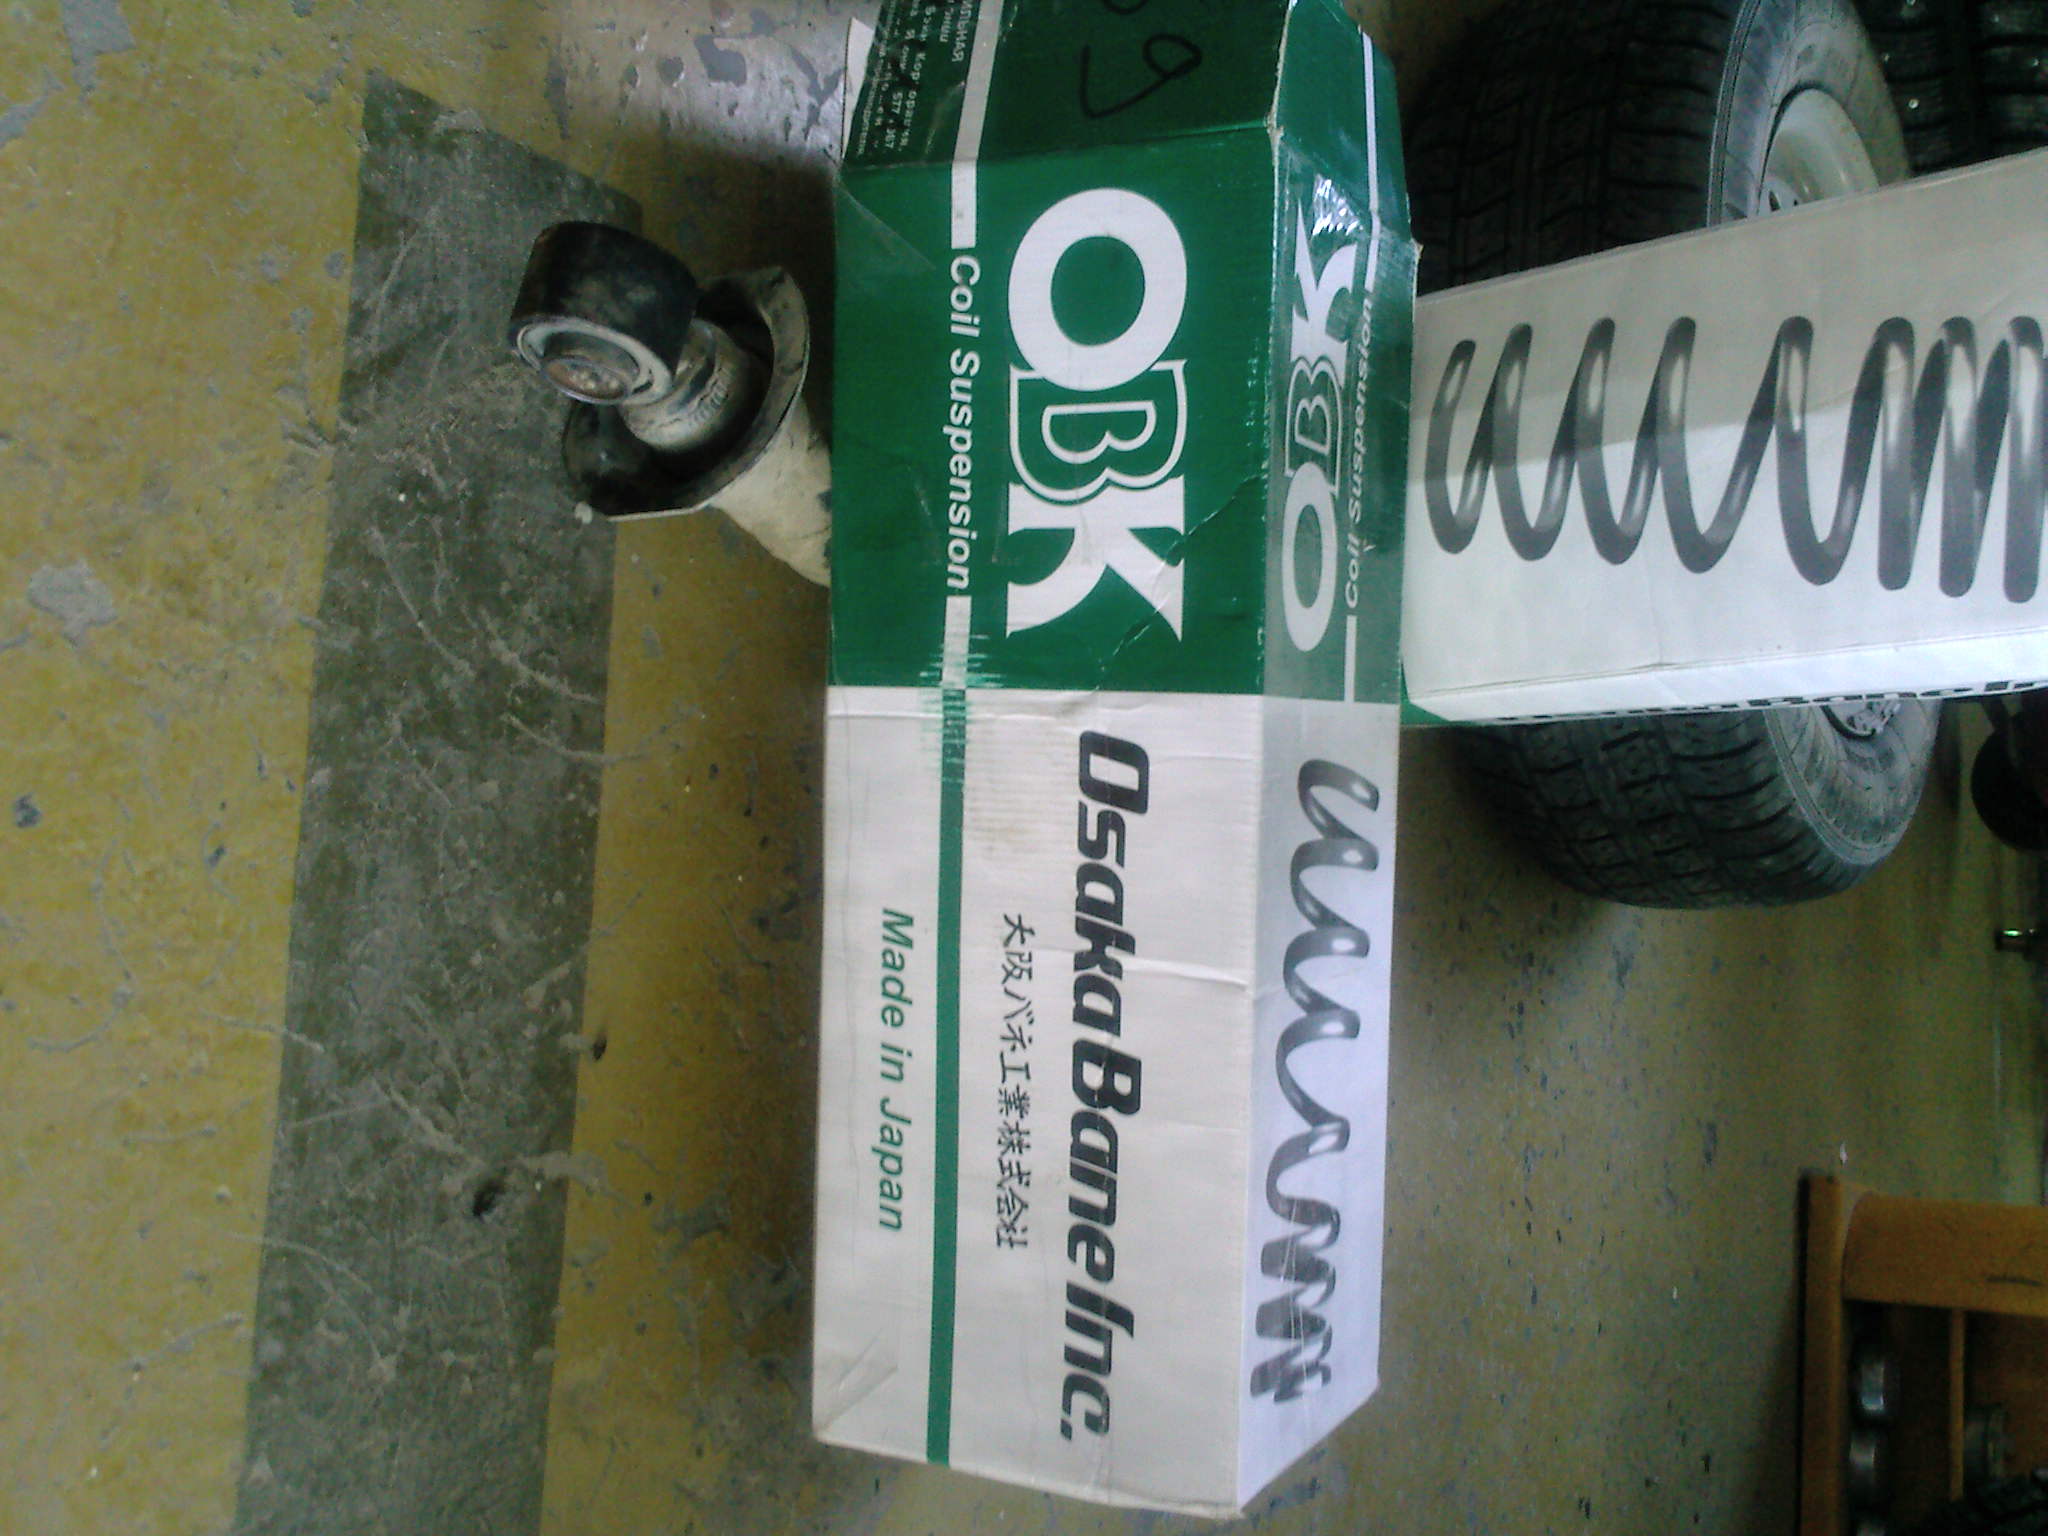 OBK
Coil Suspension
Osaka Bane Inc.
大阪バネ工業株式会社
Made in Japan
OBK
Coil Suspension